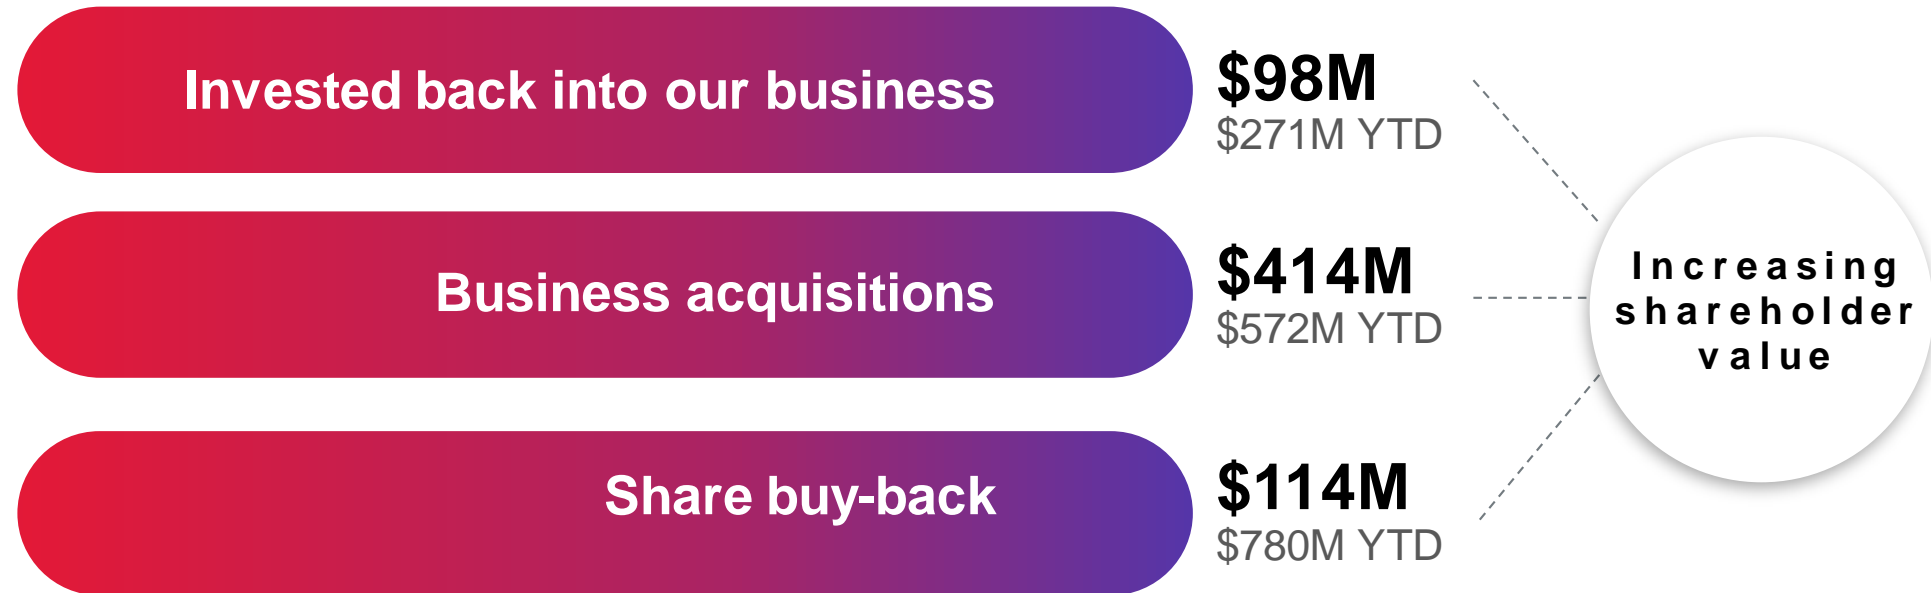 Invested back into our business
$98M
$271M YTD
Business acquisitions
$414M
$572M YTD
Share buy-back
$114M
$780M YTD
Increasing
shareholder
value